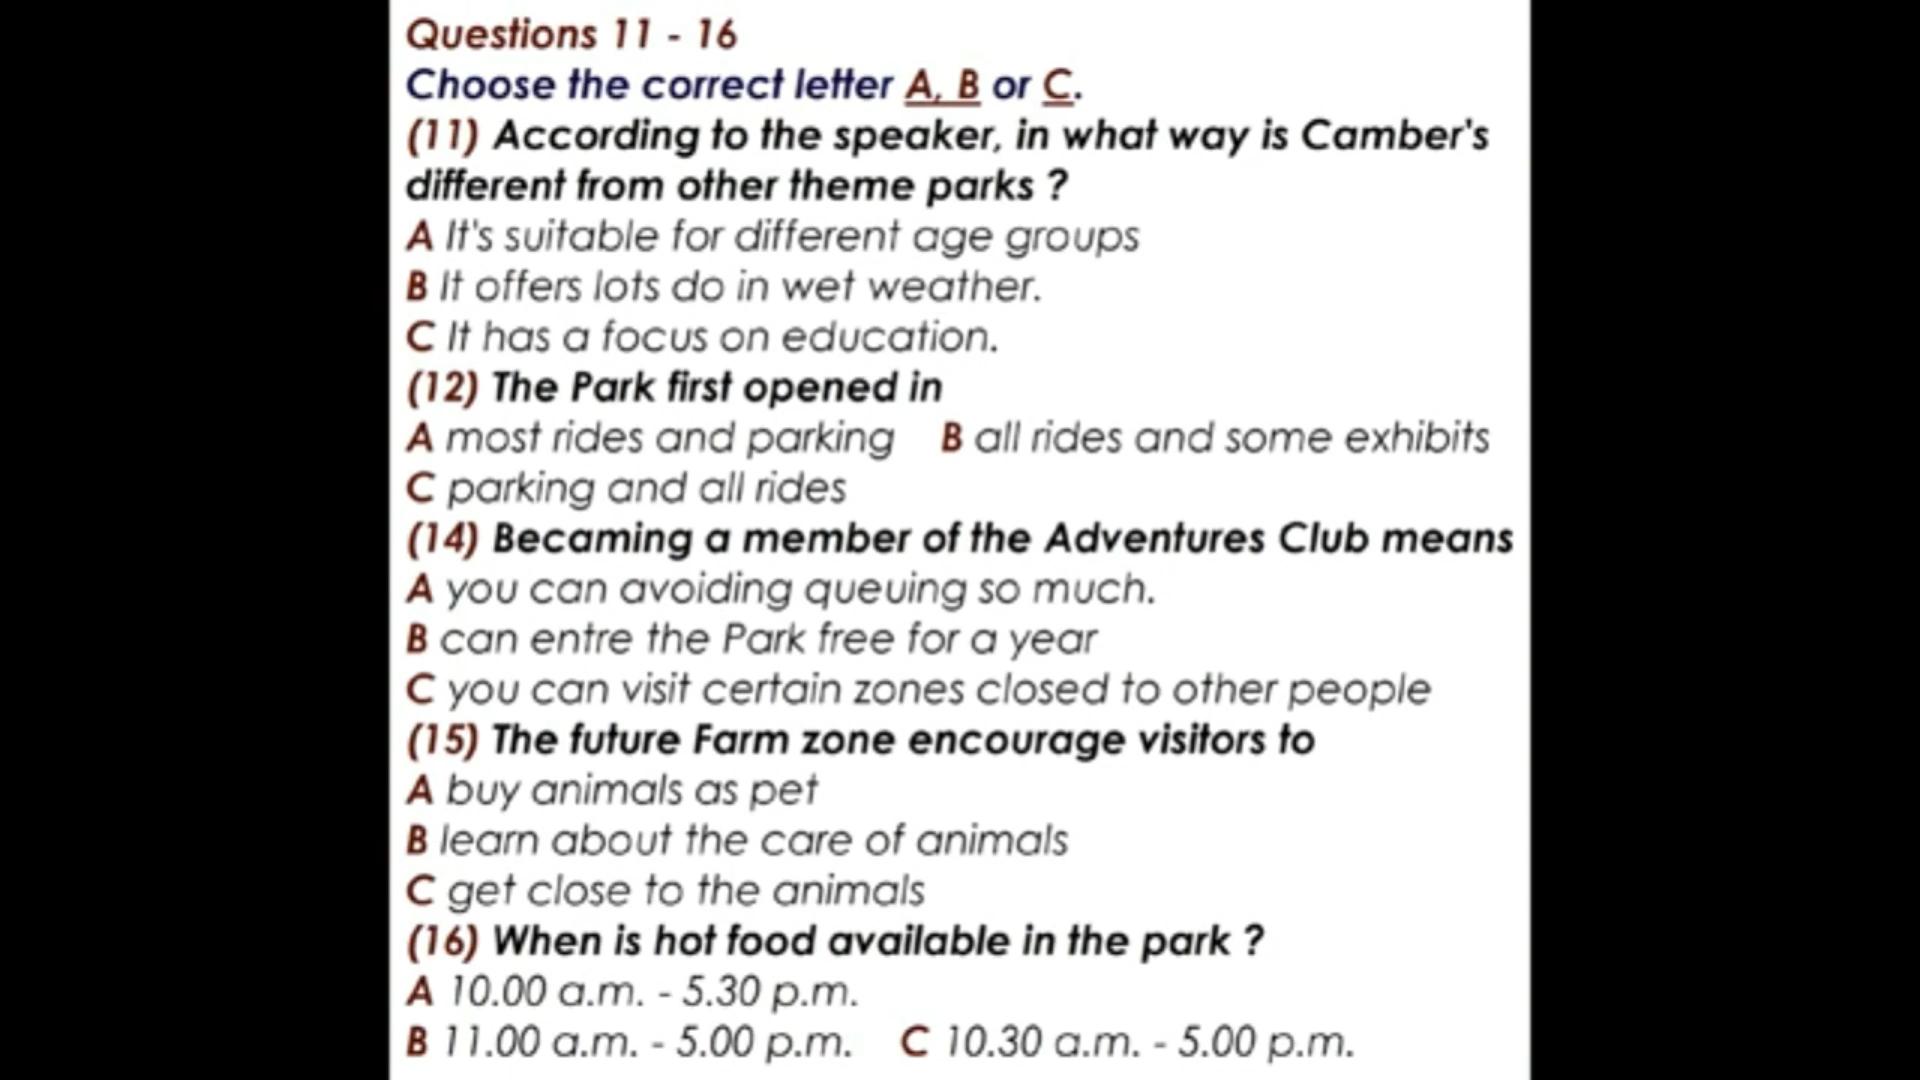 Questions 11 - 16
Choose the correct letter A, B or C.
(11) According to the speaker, in what way is Camber's
different from other theme parks ?
A It's suitable for different age groups
B It offers lots do in wet weather.
C It has a focus on education.
(12) The Park first opened in
A most rides and parking B all rides and some exhibits
C parking and all rides
(14) Becaming a member of the Adventures Club means
A you can avoiding queuing so much.
B can entre the Park free for a year
C you can visit certain zones closed to other people
(15) The future Farm zone encourage visitors to
A buy animals as pet
B learn about the care of animals
C get close to the animals
(16) When is hot food available in the park ?
A 10.00 a.m. - 5.30 p.m.
B 11.00 a.m. - 5.00 p.m. C 10.30 a.m. - 5.00 p.m.